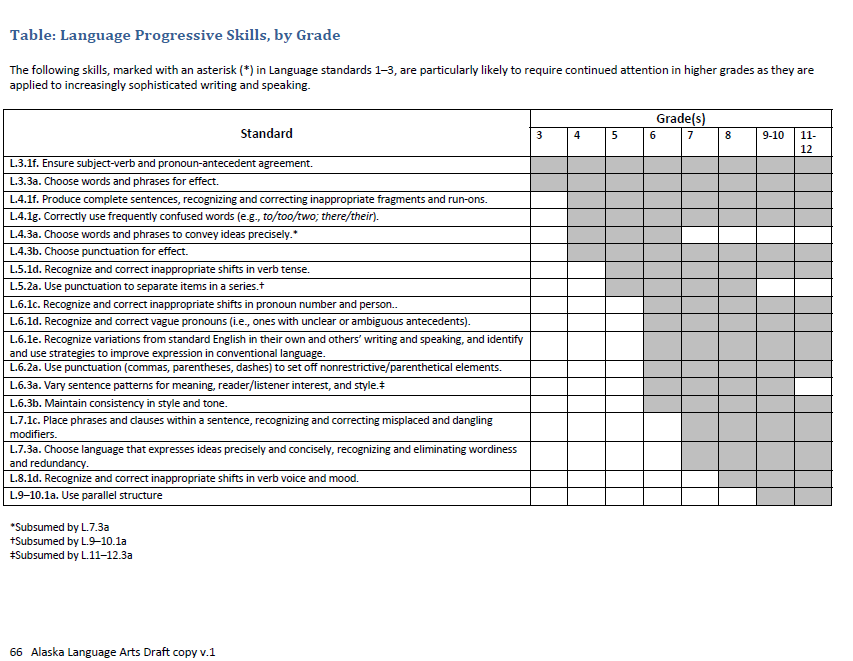 Table: Language Progressive Skills, by Grade
The following skills, marked with an asterisk (*) in Language standards 1–3, are particularly likely to require continued attention in higher grades as they are
applied to increasingly sophisticated writing and speaking.
Standard
Grade(s)
3 4 5 6 7 8 9-10 11-
12
L.3.1f. Ensure subject-verb and pronoun-antecedent agreement.
L.3.3a. Choose words and phrases for effect.
L.4.1f. Produce complete sentences, recognizing and correcting inappropriate fragments and run-ons.
L.4.1g. Correctly use frequently confused words (e.g., to/too/two; there/their).
L.4.3a. Choose words and phrases to convey ideas precisely.*
L.4.3b. Choose punctuation for effect.
L.5.1d. Recognize and correct inappropriate shifts in verb tense.
L.5.2a. Use punctuation to separate items in a series.†
L.6.1c. Recognize and correct inappropriate shifts in pronoun number and person..
L.6.1d. Recognize and correct vague pronouns (i.e., ones with unclear or ambiguous antecedents).
L.6.1e. Recognize variations from standard English in their own and others' writing and speaking, and identify
and use strategies to improve expression in conventional language.
L.6.2a. Use punctuation (commas, parentheses, dashes) to set off nonrestrictive/parenthetical elements.
L.6.3a. Vary sentence patterns for meaning, reader/listener interest, and style.‡
L.6.3b. Maintain consistency in style and tone.
L.7.1c. Place phrases and clauses within a sentence, recognizing and correcting misplaced and dangling
modifiers.
L.7.3a. Choose language that expresses ideas precisely and concisely, recognizing and eliminating wordiness
and redundancy.
L.8.1d. Recognize and correct inappropriate shifts in verb voice and mood.
L.9–10.1a. Use parallel structure
*Subsumed by L.7.3a
†Subsumed by L.9–10.1a
‡Subsumed by L.11–12.3a
66 Alaska Language Arts Draft copy v.1